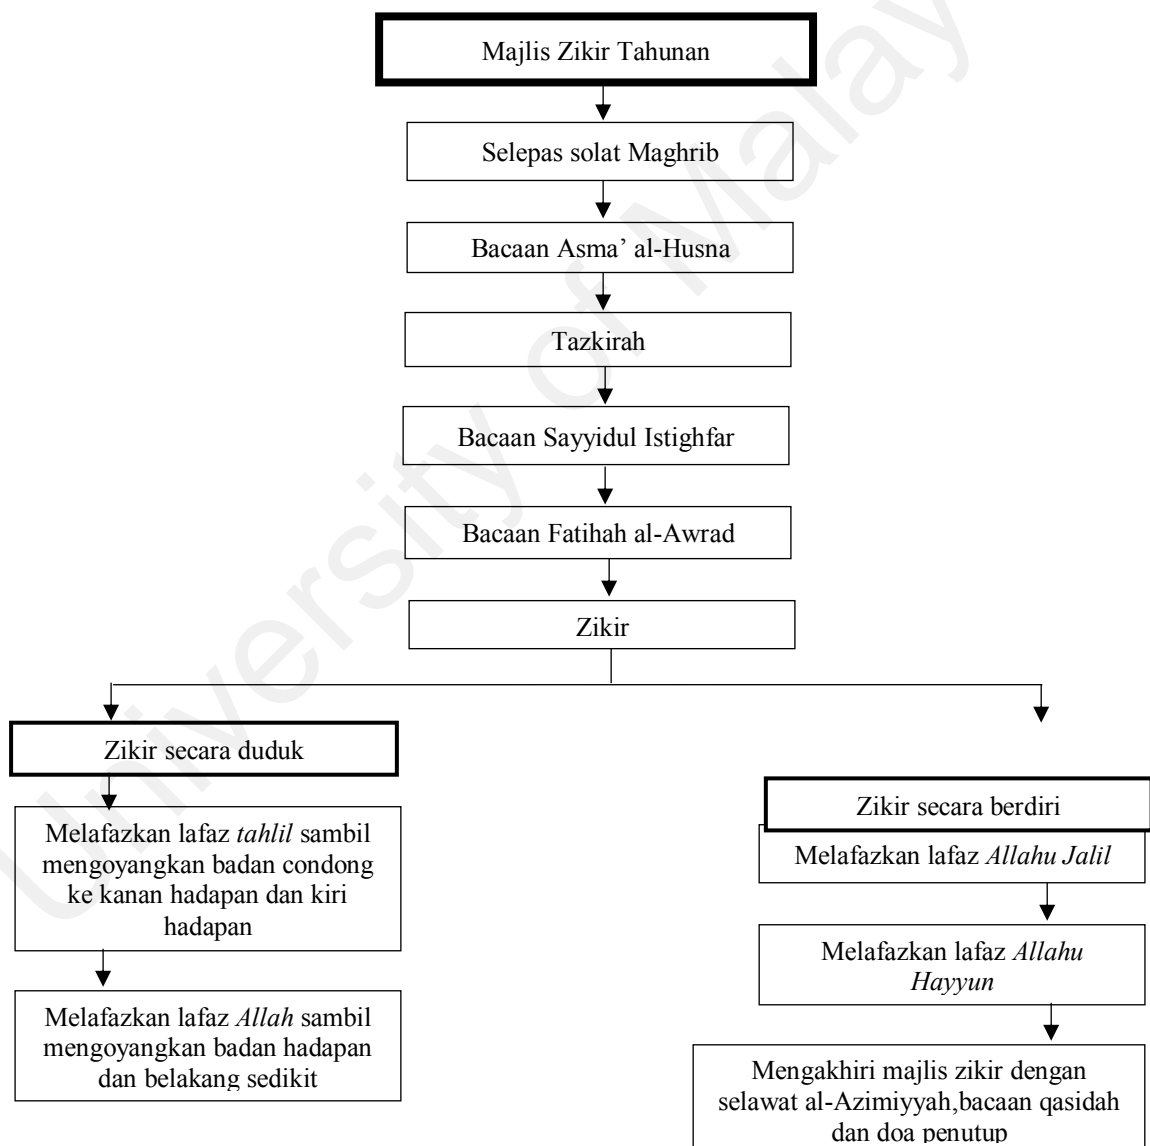 Majlis Zikir Tahunan
Selepas solat Maghrib
Bacaan Asma’ al-Husna
Tazkirah
Bacaan Sayyidul Istighfar
Bacaan Fatihah al-Awrad
Zikir
Zikir secara duduk
Melafazkan lafaz tahlil sambil
mengoyangkan badan condong
ke kanan hadapan dan kiri
hadapan
Melafazkan lafaz Allah sambil
mengoyangkan badan hadapan
dan belakang sedikit
Zikir secara berdiri
Melafazkan lafaz Allahu Jalil
Melafazkan lafaz Allahu
Hayyun
Mengakhiri majlis zikir dengan
selawat al-Azimiyyah,bacaan qasidah
dan doa penutup
University of Malay